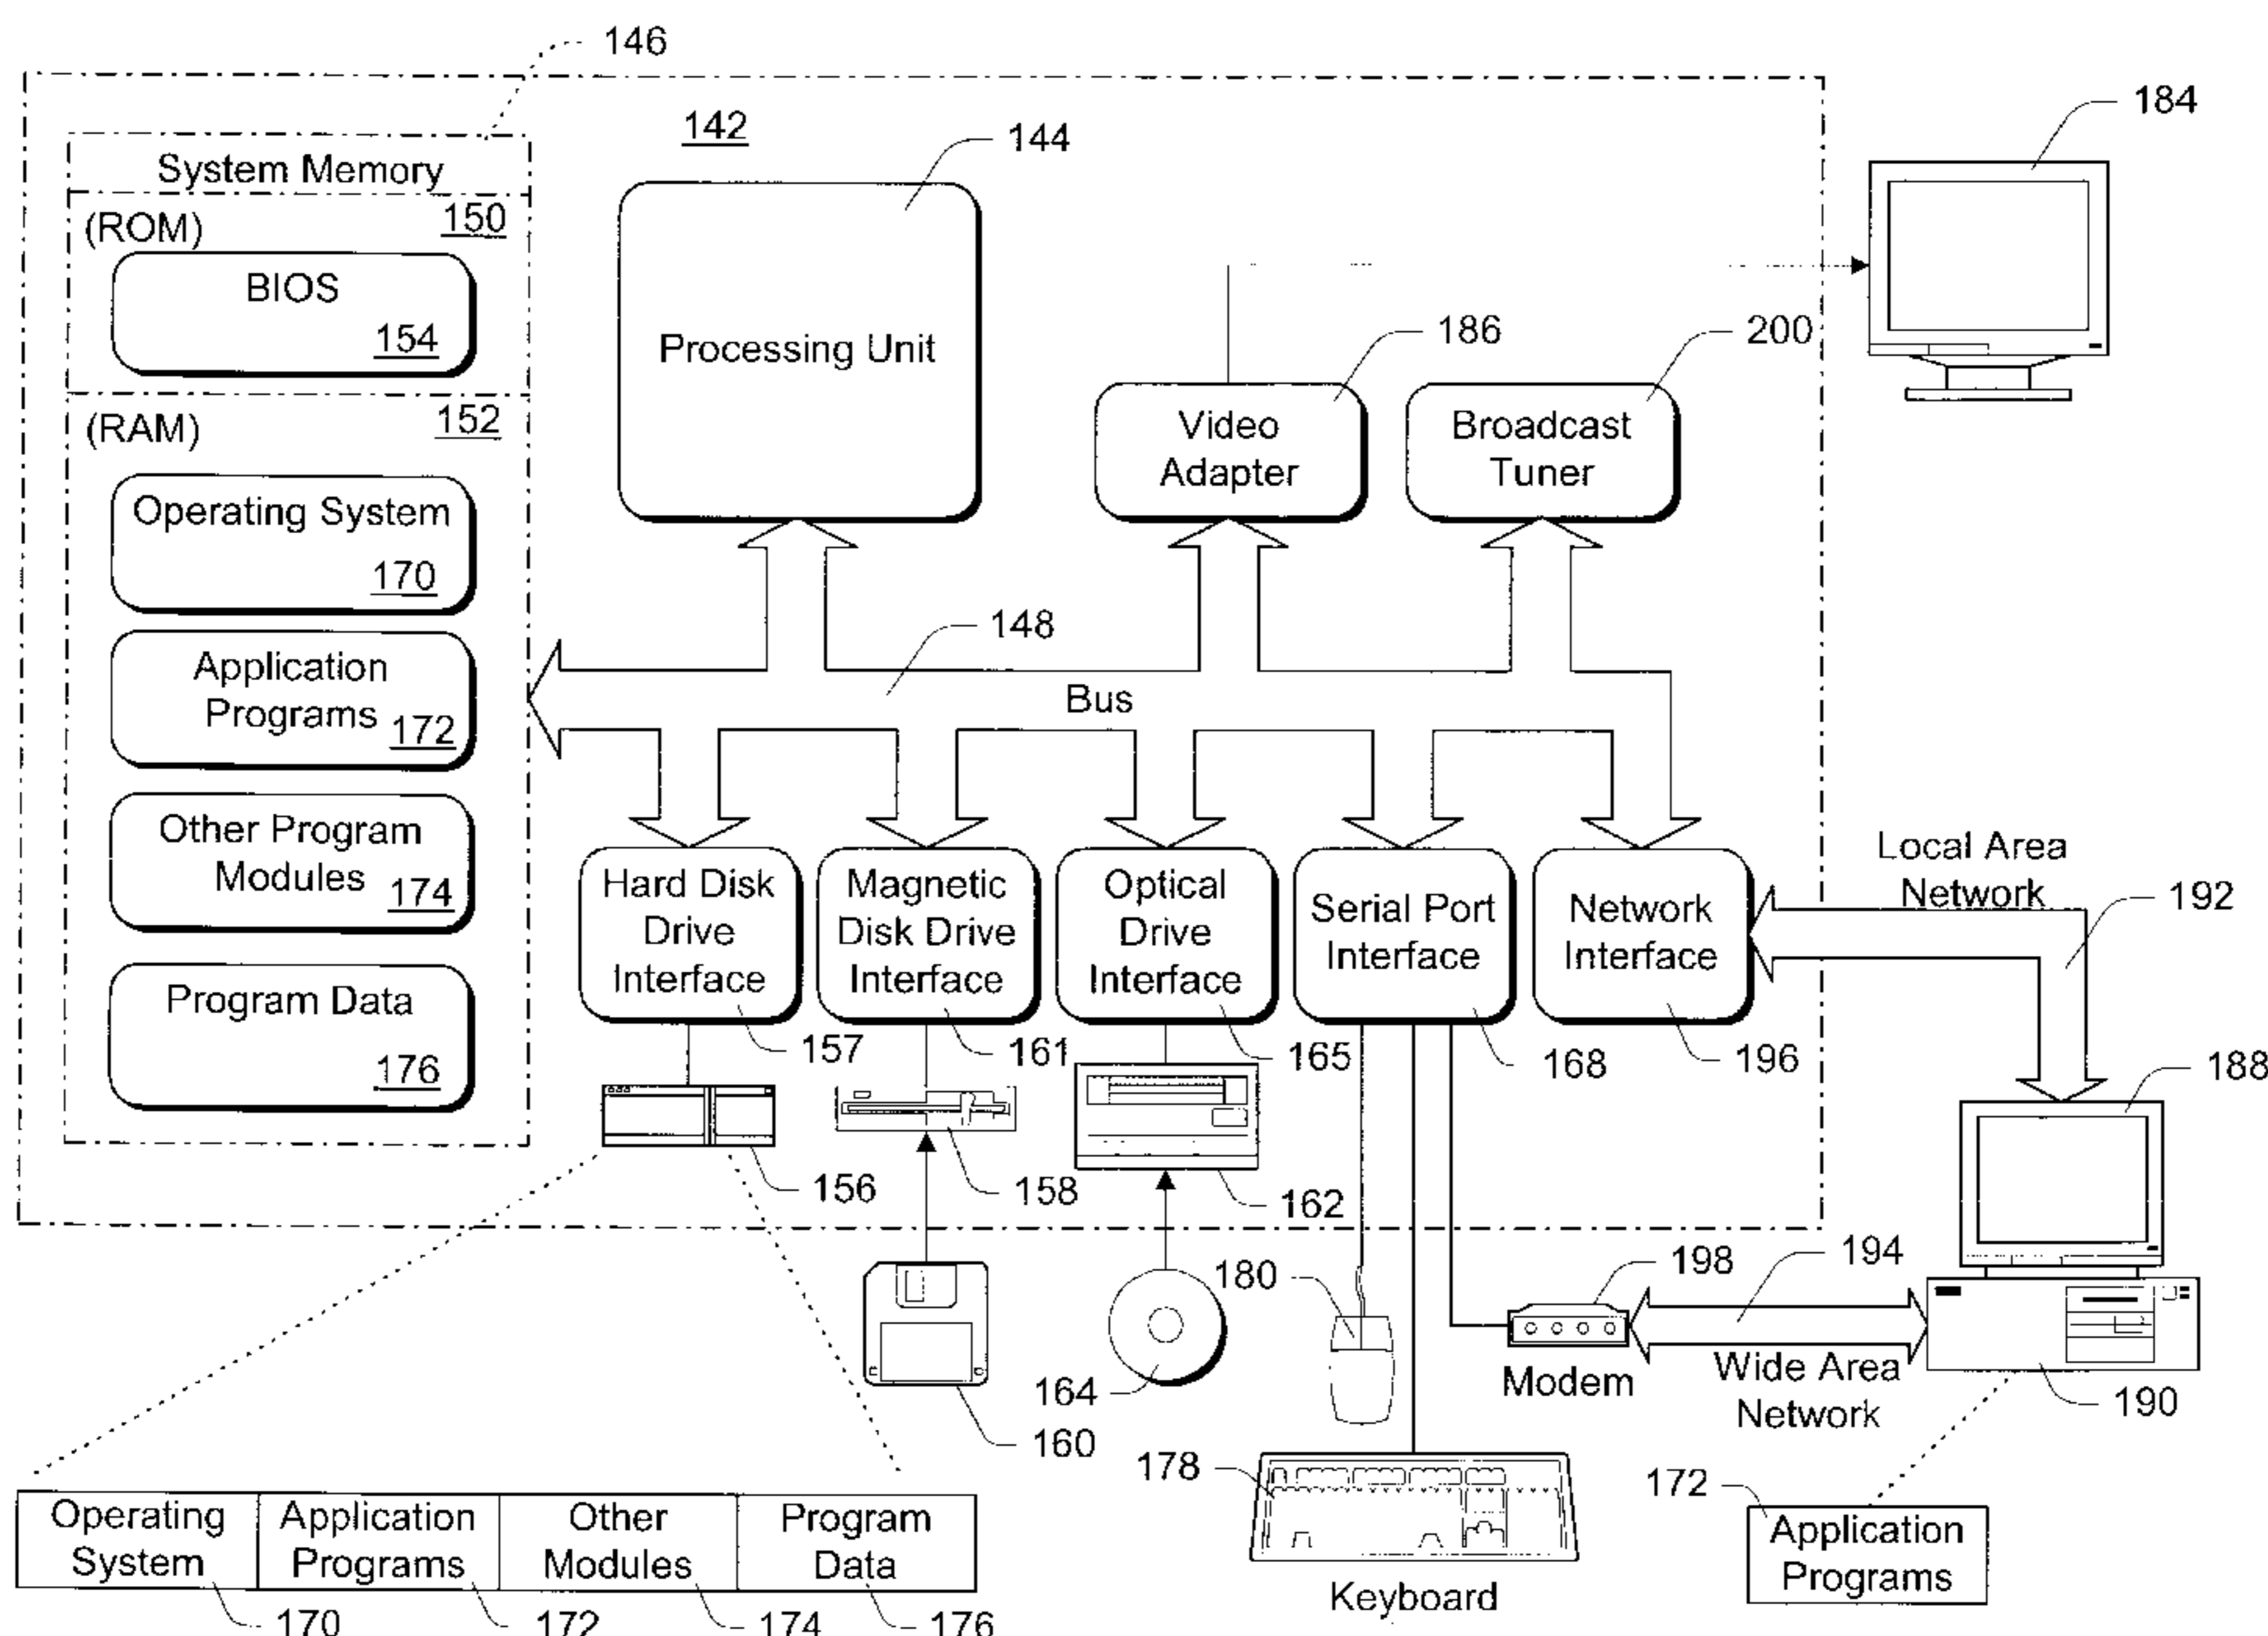 146
142
144
184
System Memory
(ROM)
150
BIOS
154
Processing Unit
186
200
(RAM)
152
Video
Adapter
Broadcast
Tuner
Operating System
170
148
Application
Programs
172
Bus
Other Program
Modules
174
Hard Disk
Drive
Interface
Magnetic
Disk Drive
Interface
Optical
Drive
Interface
Serial Port
Interface
Network
Interface
Local Area
Network
192
Program Data
176
157
161
165
168
196
188
156
158
162
180
198
194
164
Modem
Wide Area
Network
190
160
178
172
Operating
System
Application
Programs
Other
Modules
Program
Data
Application
Programs
Keyboard
170
172
174
176